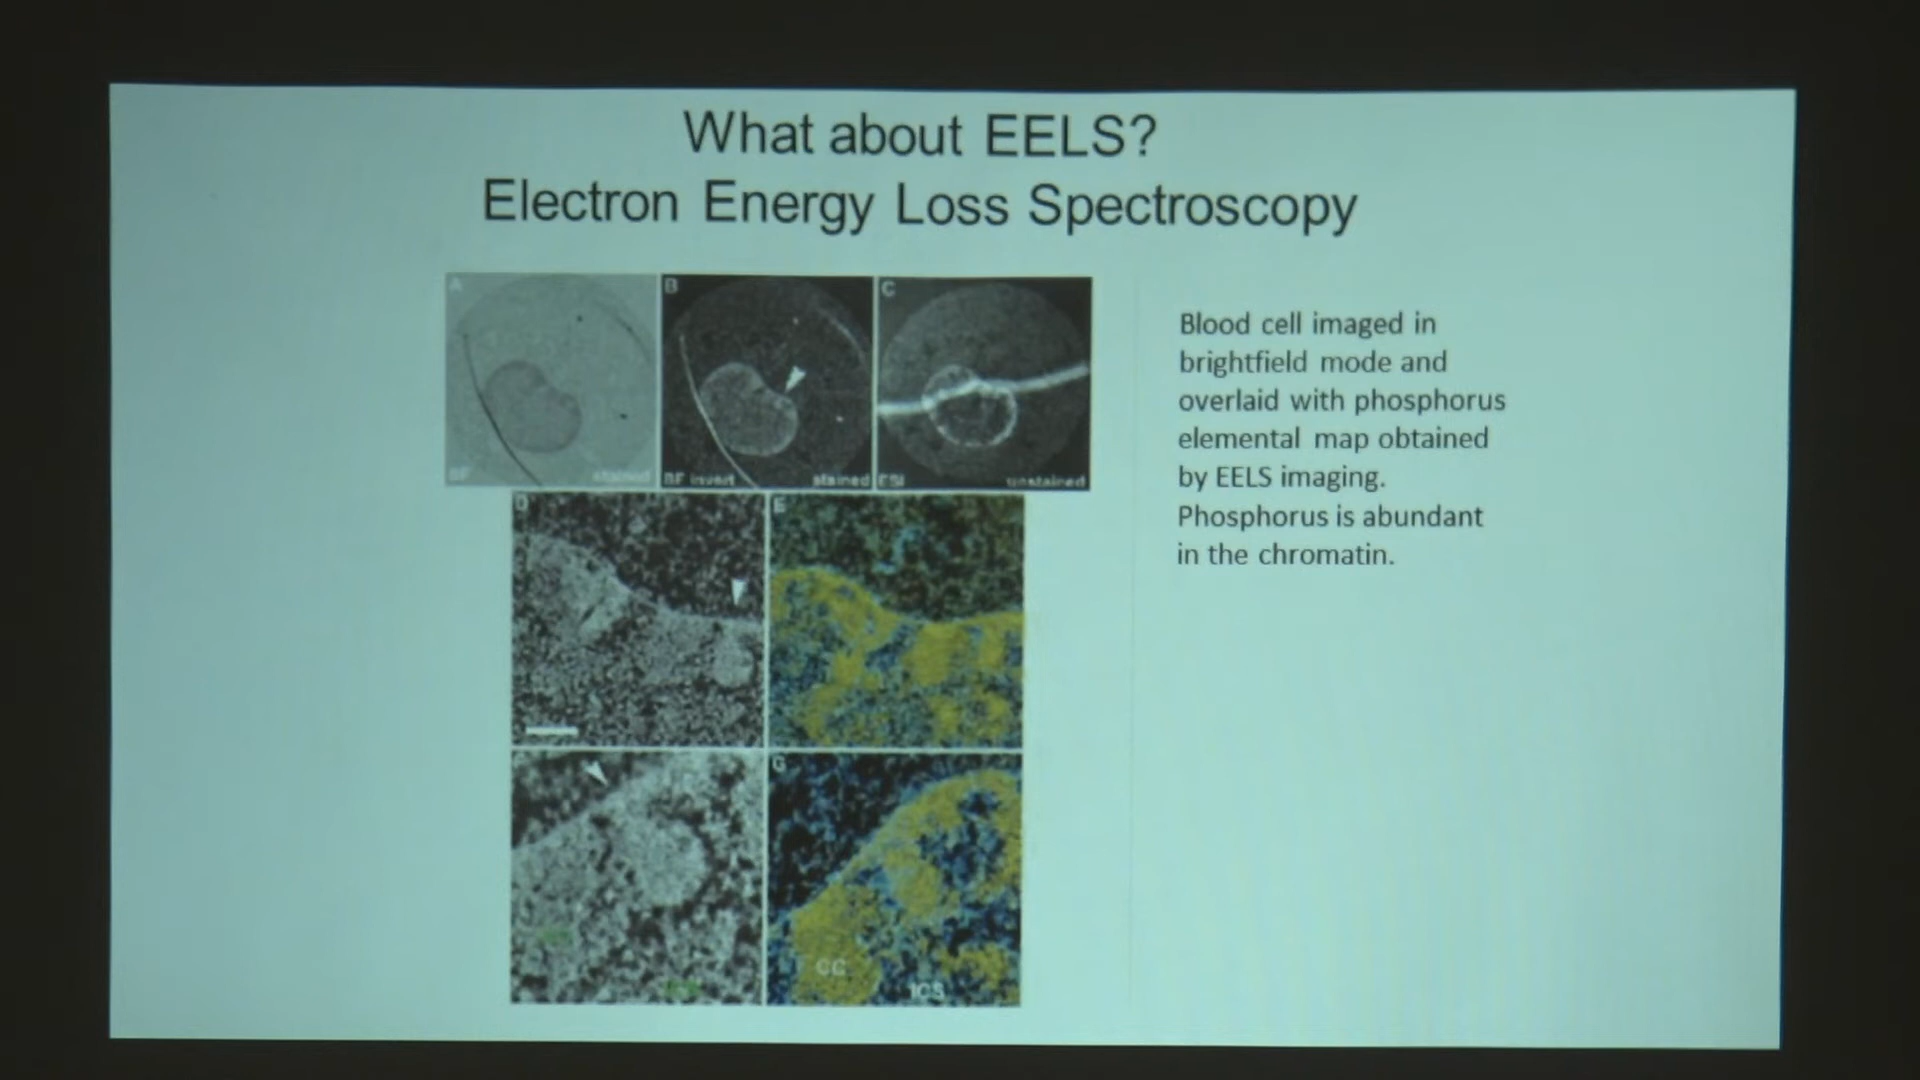 What about EELS?
Electron Energy Loss Spectroscopy
A
B
C
BF
stained
BF invert
stained
ESI
unstained
D
E
G
CC
ICS
Blood cell imaged in
brightfield mode and
overlaid with phosphorus
elemental map obtained
by EELS imaging.
Phosphorus is abundant
in the chromatin.